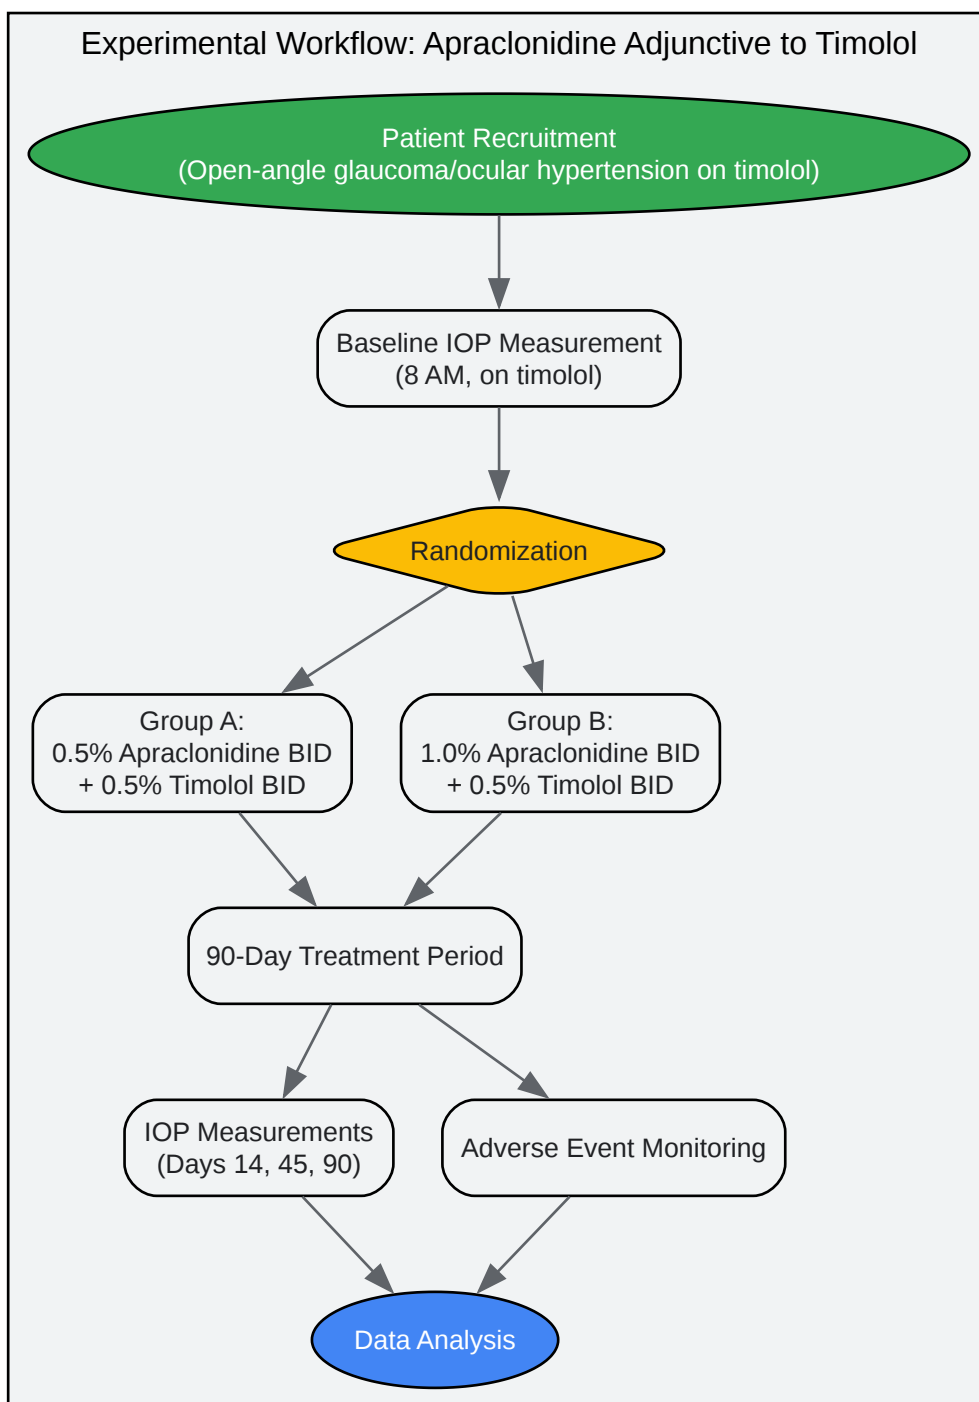 Experimental Workflow: Apraclonidine Adjunctive to Timolol
Patient Recruitment
(Open-angle glaucoma/ocular hypertension on timolol)
Baseline IOP Measurement
(8 AM, on timolol)
Randomization
Group A:
0.5% Apraclonidine BID
+ 0.5% Timolol BID
Group B:
1.0% Apraclonidine BID
+ 0.5% Timolol BID
90-Day Treatment Period
IOP Measurements
(Days 14, 45, 90)
Adverse Event Monitoring
Data Analysis